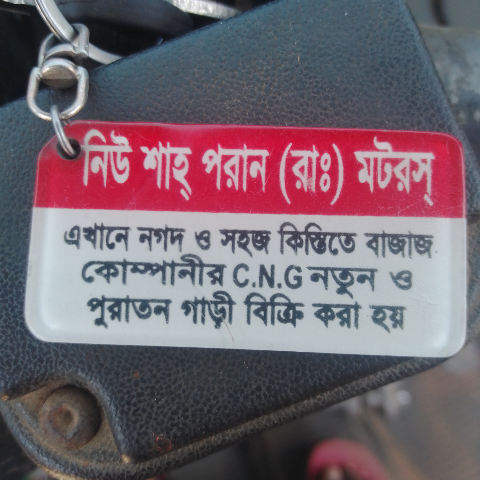 নিউ শাহ্ পরান (রাঃ) মটরস্
এখানে নগদ ও সহজ কিস্তিতে বাজাজ
কোম্পানীর C.N.G নতুন ও
পুরাতন গাড়ী বিক্রি করা হয়